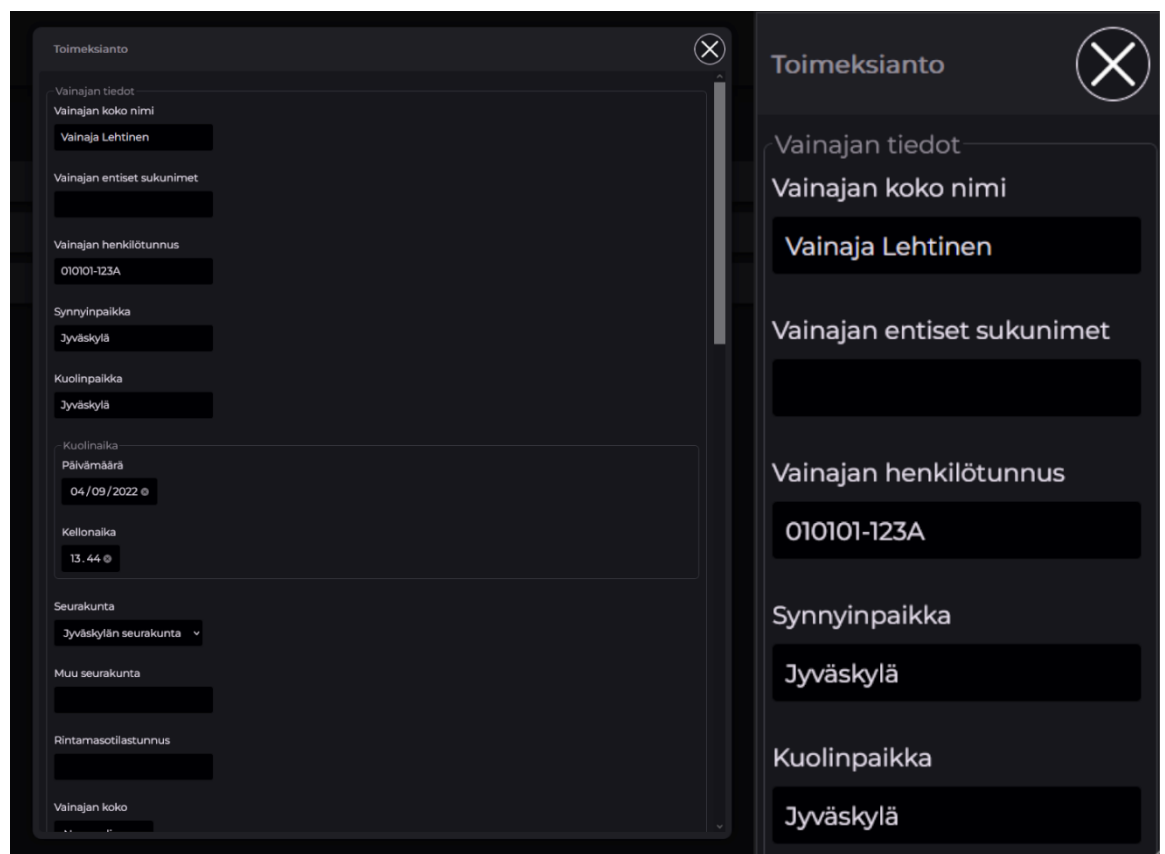 Toimeksianto
Vainajan tiedot
Vainajan koko nimi
Vainaja Lehtinen
Vainajan entiset sukunimet
Vainajan henkilötunnus
010101-123A
Synnyinpaikka
Jyväskylä
Kuolinpaikka
Jyväskylä
Kuolinaika
Päivämäärä
04/09/2022
Kellonaika
13.44
Seurakunta
Jyväskylän seurakunta
Muu seurakunta
Rintamasotilastunnus
Vainajan koko
Toimeksianto
Vainajan tiedot
Vainajan koko nimi
Vainaja Lehtinen
Vainajan entiset sukunimet
Vainajan henkilötunnus
010101-123A
Synnyinpaikka
Jyväskylä
Kuolinpaikka
Jyväskylä